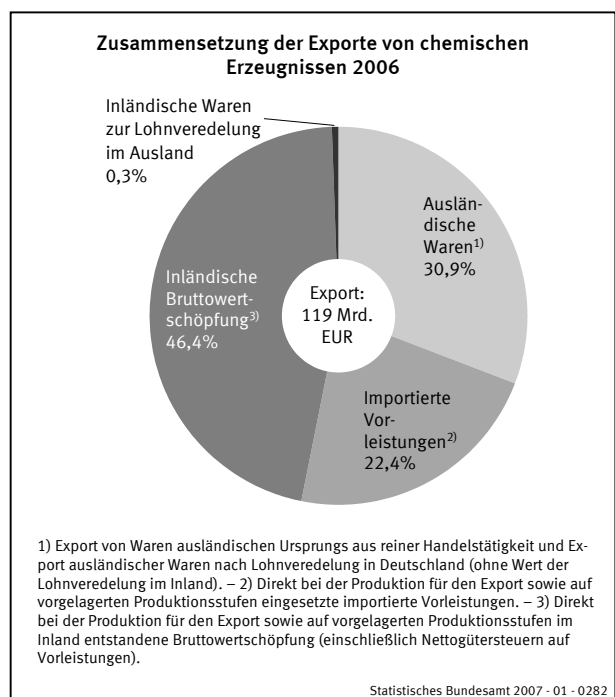 Zusammensetzung der Exporte von chemischen
Erzeugnissen 2006
Inländische Waren
zur Lohnveredelung
im Ausland
0,3%
Auslän-
dische
Waren1)
30,9%
Inländische
Bruttowert-
schöpfung3)
46,4%
Export:
119 Mrd.
EUR
Importierte
Vor-
leistungen2)
22,4%
1) Export von Waren ausländischen Ursprungs aus reiner Handelstätigkeit und Ex-
port ausländischer Waren nach Lohnveredelung in Deutschland (ohne Wert der
Lohnveredelung im Inland). – 2) Direkt bei der Produktion für den Export sowie auf
vorgelagerten Produktionsstufen eingesetzte importierte Vorleistungen. – 3) Direkt
bei der Produktion für den Export sowie auf vorgelagerten Produktionsstufen im
Inland entstandene Bruttowertschöpfung (einschließlich Nettogütersteuern auf
Vorleistungen).
Statistisches Bundesamt 2007 - 01 - 0282